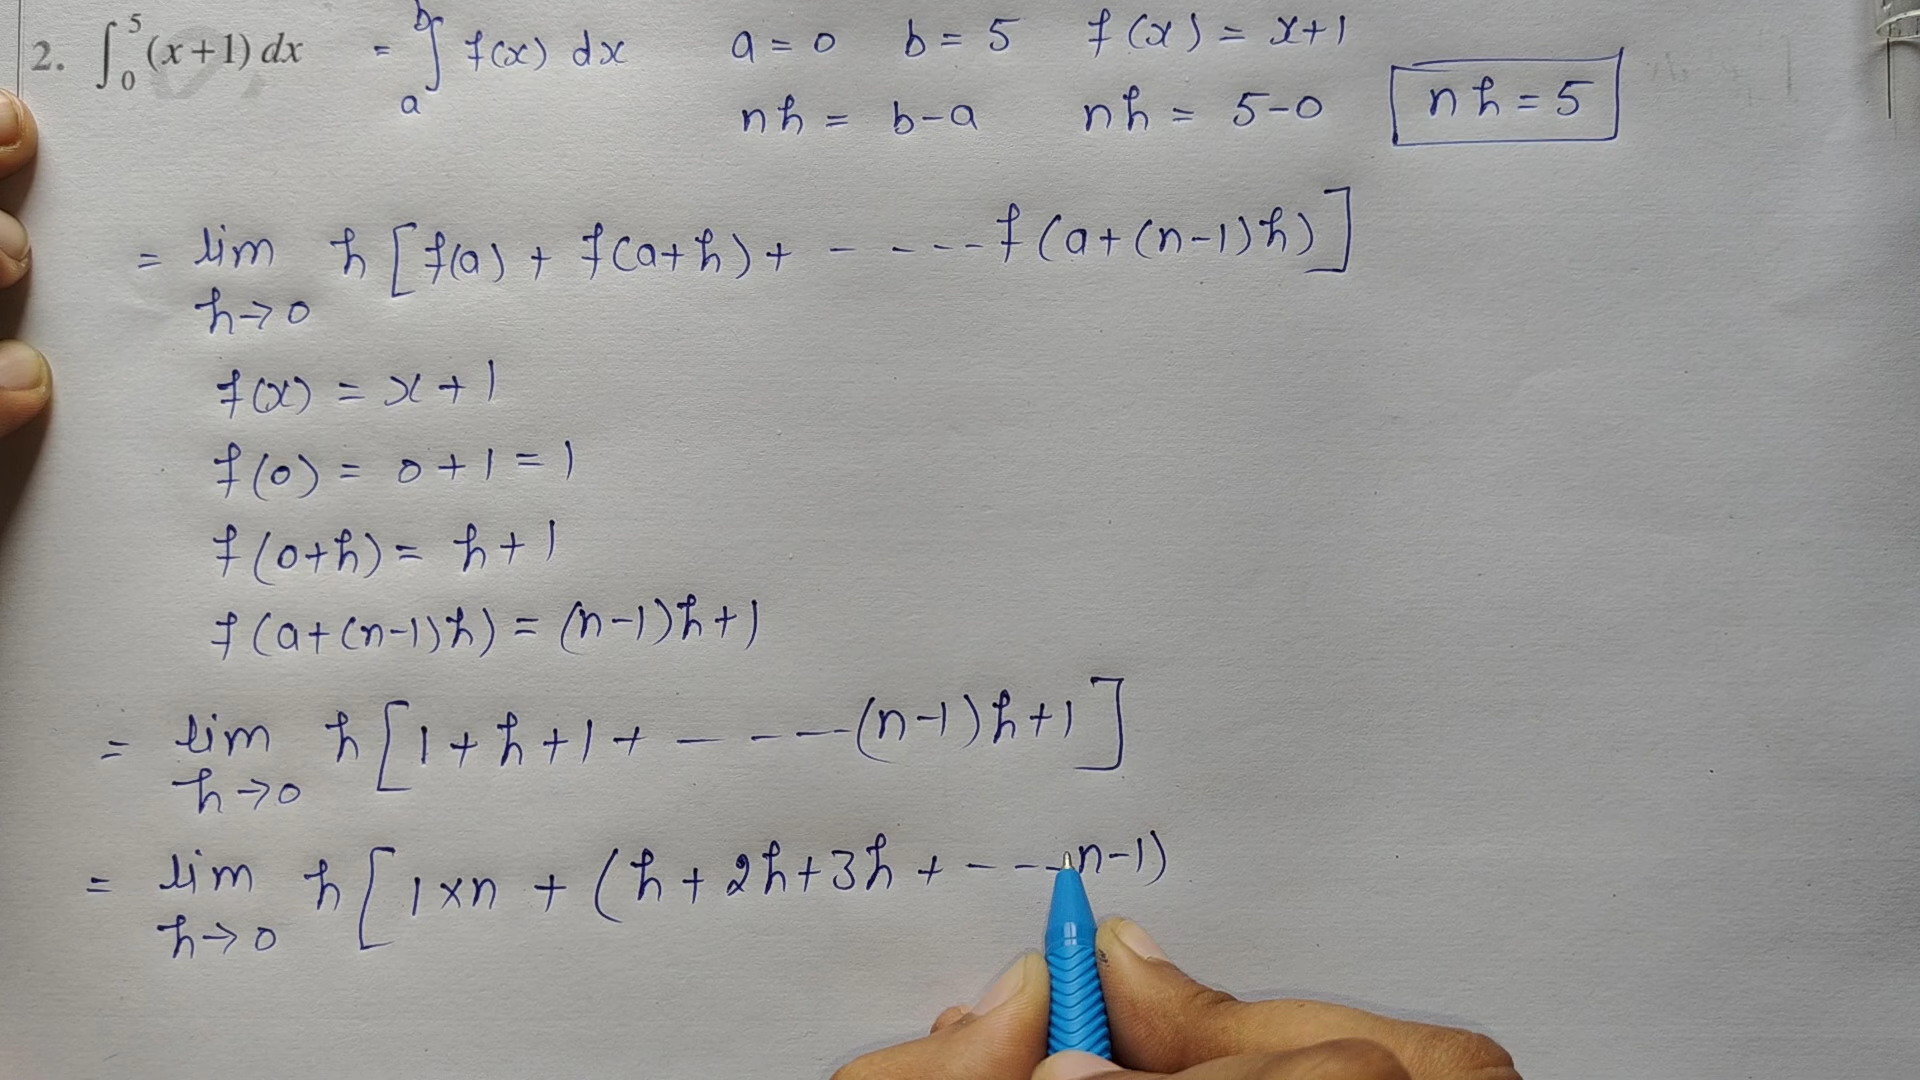 2. ∫₀⁵ (x+1) dx = ∫ₐᵇ f(x) dx a = 0 b = 5 f(x) = x+1
nh = b-a nh = 5-0 nh = 5
= lim h [f(a) + f(a+h) + ----f(a+(n-1)h)]
h→0
f(x) = x+1
f(0) = 0+1 = 1
f(0+h) = h+1
f(a+(n-1)h) = (n-1)h+1
= lim h [1+h+1+ ----(n-1)h+1]
h→0
= lim h [1×n + (h+2h+3h+ ---n-1)
h→0